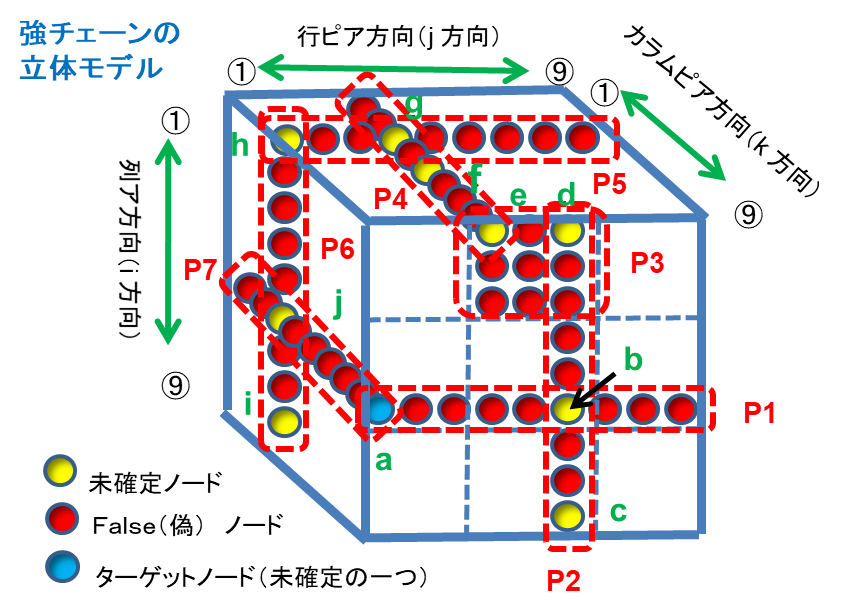 強チェーンの
立体モデル
行ピア方向(j 方向)
カラムピア方向(k 方向)
① ⑨ ①
①
⑨
列ア方向(i 方向)
⑨
g
h
P4
f
e
d
P5
P6
P3
P7
j
b
i
P1
a
c
P2
未確定ノード
False(偽) ノード
ターゲットノード(未確定の一つ)